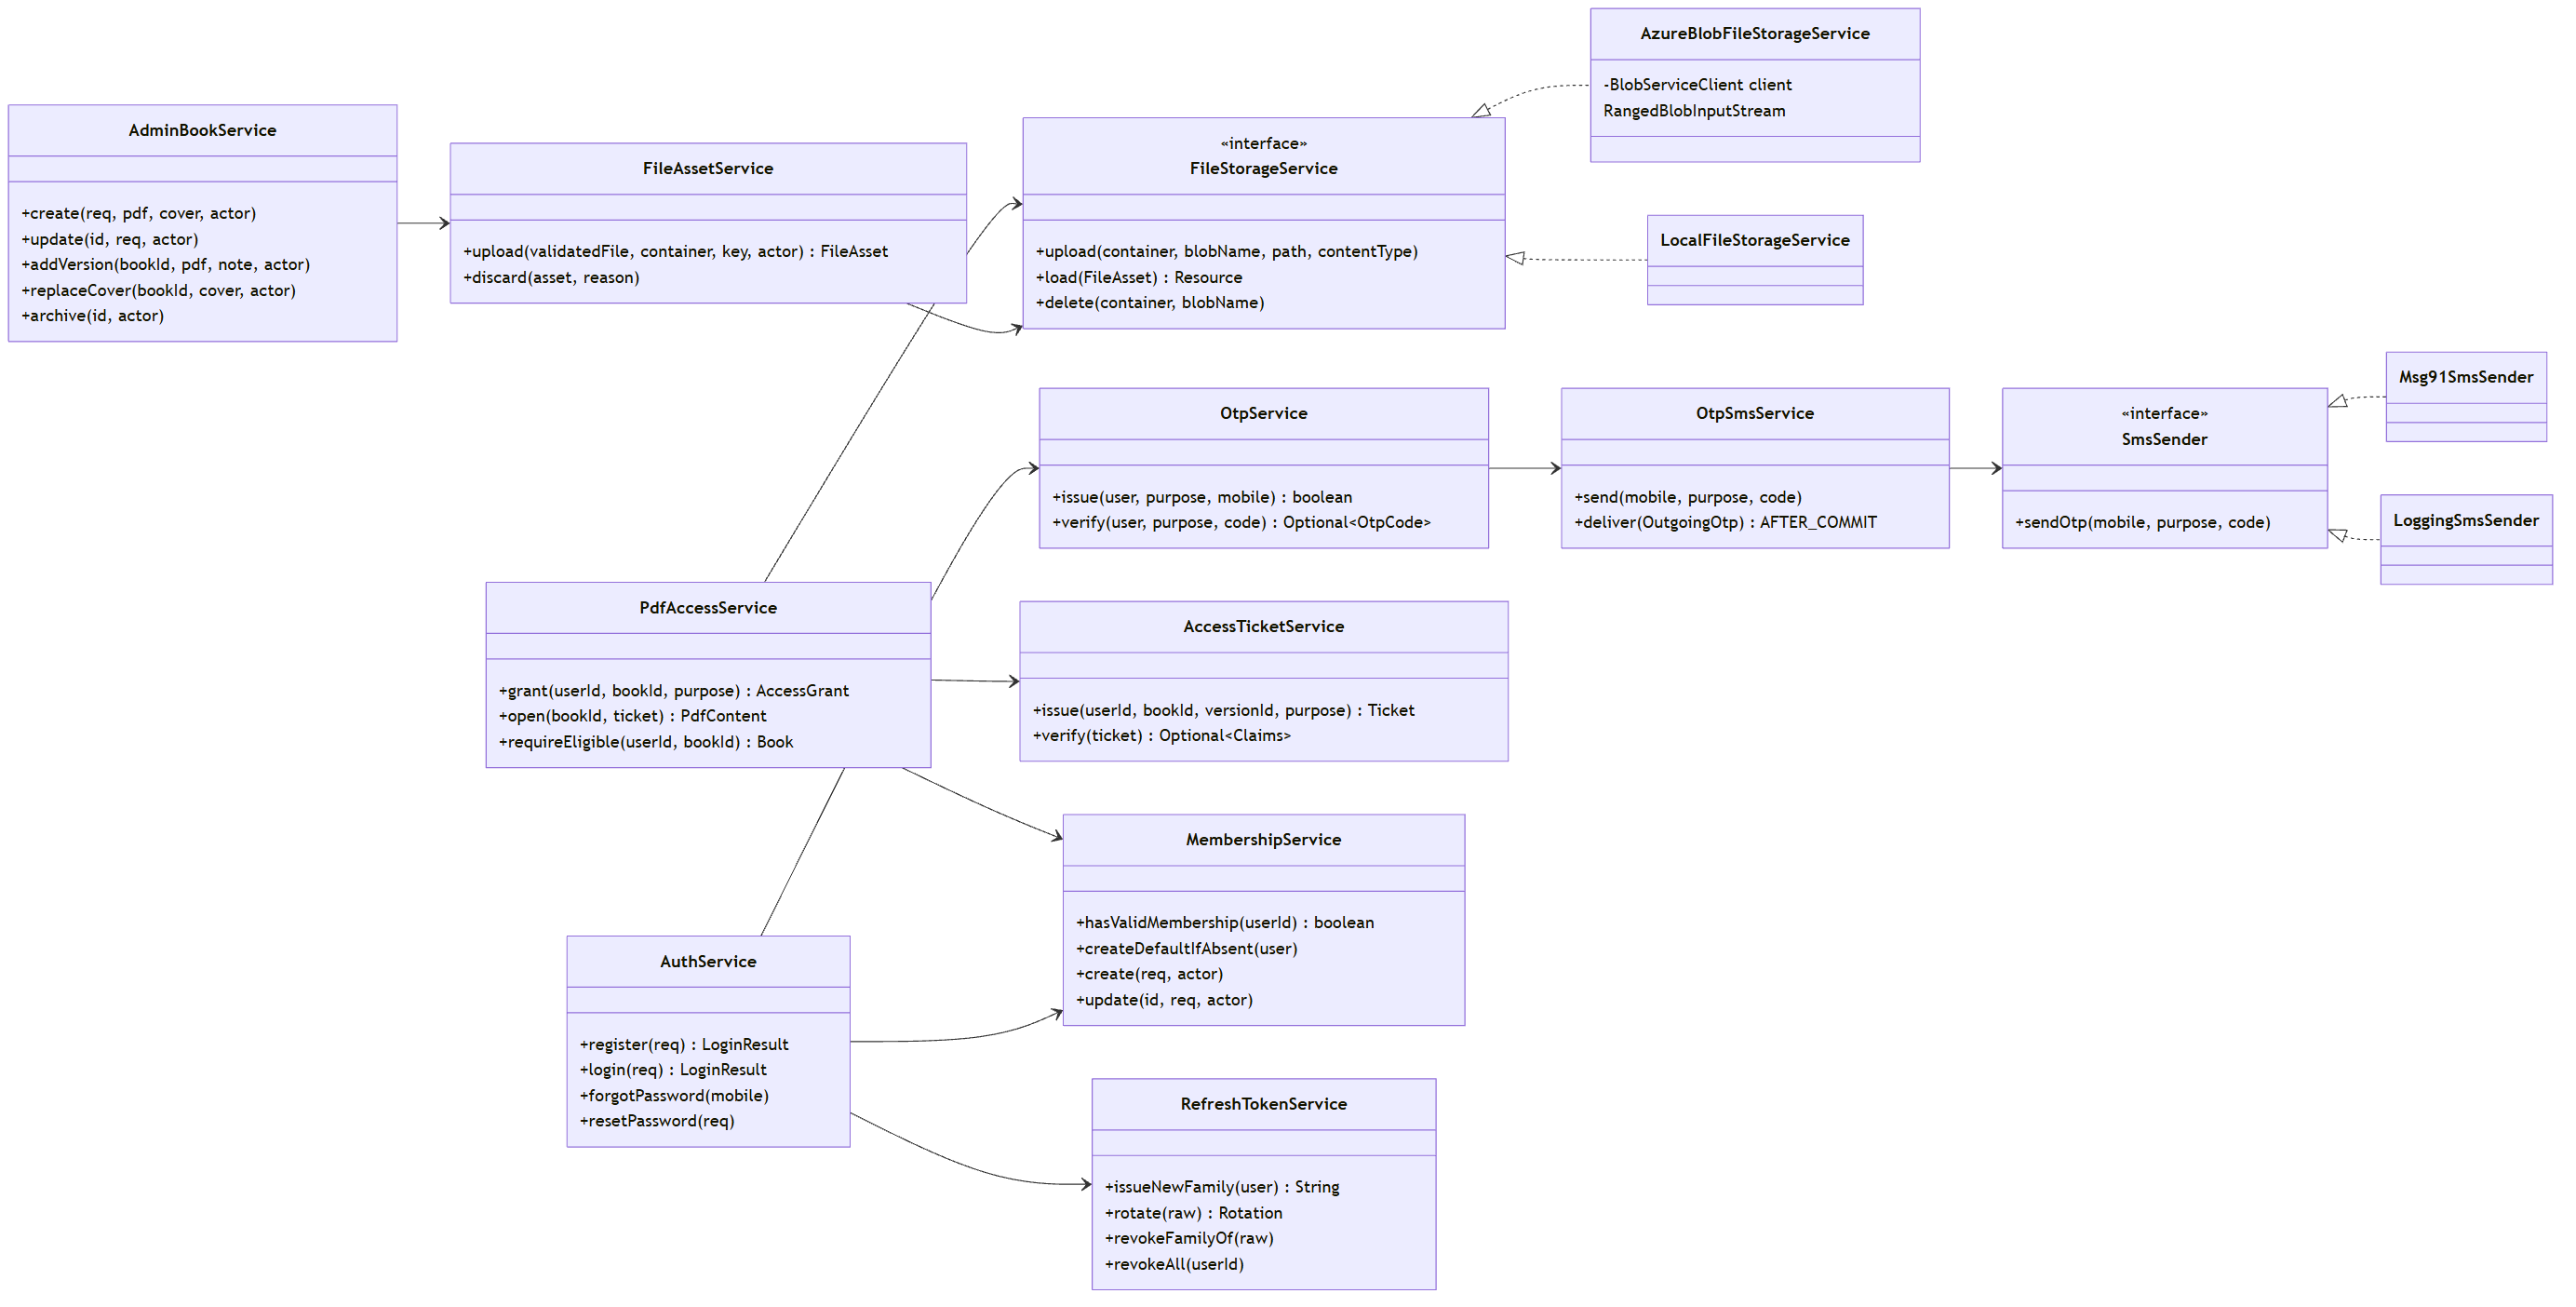 AzureBlobFileStorageService
-BlobServiceClient client
RangedBlobInputStream
AdminBookService
+create(req, pdf, cover, actor)
+update(id, req, actor)
+addVersion(bookId, pdf, note, actor)
+replaceCover(bookId, cover, actor)
+archive(id, actor)
FileAssetService
+upload(validatedFile, container, key, actor) : FileAsset
+discard(asset, reason)
«interface»
FileStorageService
+upload(container, blobName, path, contentType)
+load(FileAsset) : Resource
+delete(container, blobName)
LocalFileStorageService
OtpService
+issue(user, purpose, mobile) : boolean
+verify(user, purpose, code) : Optional<OtpCode>
OtpSmsService
+send(mobile, purpose, code)
+deliver(OutgoingOtp) : AFTER_COMMIT
«interface»
SmsSender
+sendOtp(mobile, purpose, code)
Msg91SmsSender
LoggingSmsSender
PdfAccessService
+grant(userId, bookId, purpose) : AccessGrant
+open(bookId, ticket) : PdfContent
+requireEligible(userId, bookId) : Book
AccessTicketService
+issue(userId, bookId, versionId, purpose) : Ticket
+verify(ticket) : Optional<Claims>
MembershipService
+hasValidMembership(userId) : boolean
+createDefaultIfAbsent(user)
+create(req, actor)
+update(id, req, actor)
AuthService
+register(req) : LoginResult
+login(req) : LoginResult
+forgotPassword(mobile)
+resetPassword(req)
RefreshTokenService
+issueNewFamily(user) : String
+rotate(raw) : Rotation
+revokeFamilyOf(raw)
+revokeAll(userId)